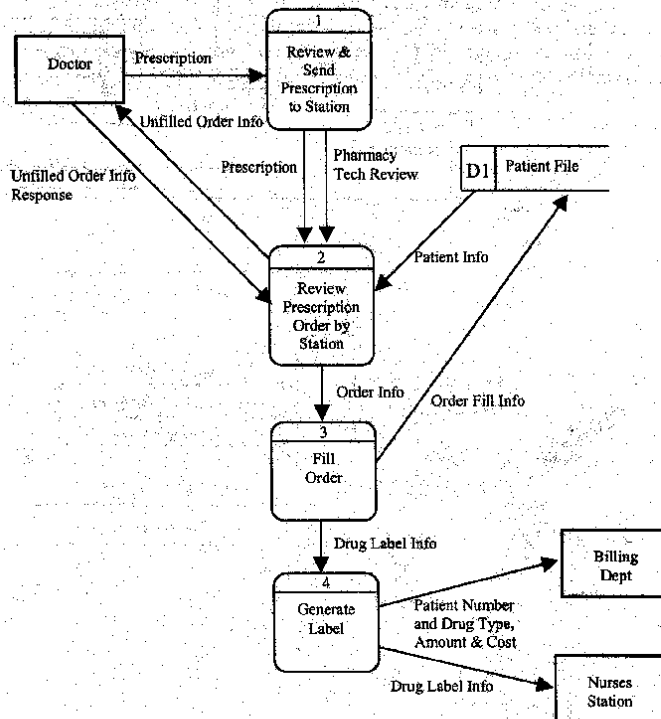 1
Review &
Send
Prescription
to Station
Doctor
Prescription
Unfilled Order Info
Unfilled Order Info
Response
Prescription
Pharmacy
Tech Review
D1
Patient File
2
Review
Prescription
Order by
Station
Patient Info
Order Info
Order Fill Info
3
Fill
Order
Drug Label Info
4
Generate
Label
Billing
Dept
Patient Number
and Drug Type,
Amount & Cost
Drug Label Info
Nurses
Station